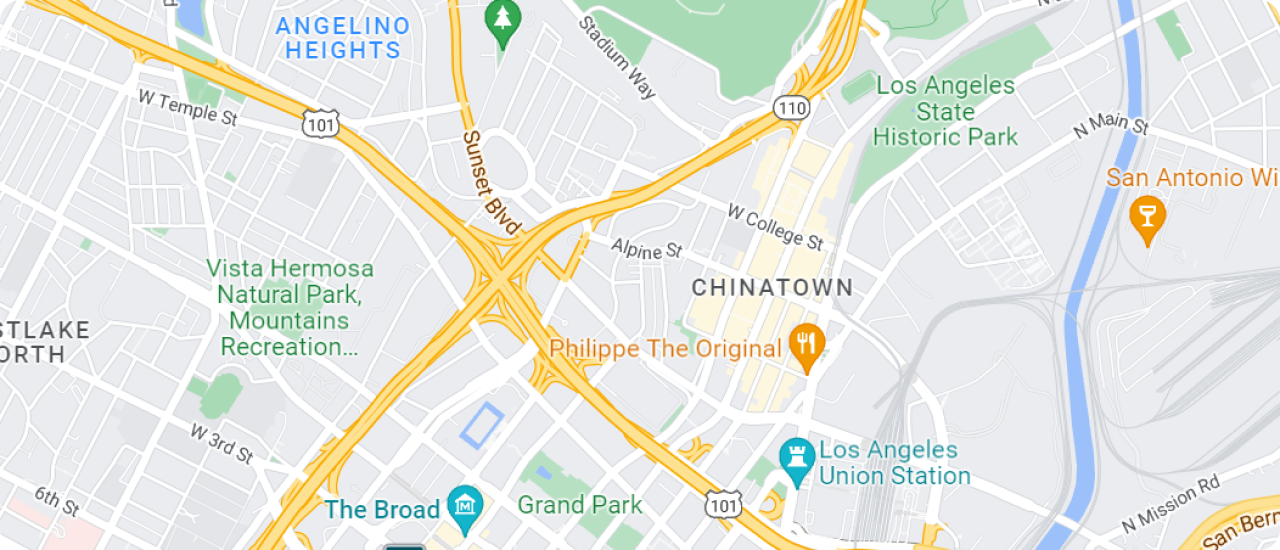 ANGELINO
HEIGHTS
Stadium Way
W Temple St
101
110
Los Angeles
State
Historic Park
N Main St
Sunset Blvd
San Antonio Wi
W College St
Alpine St
Vista Hermosa
Natural Park,
Mountains
Recreation...
CHINATOWN
STLAKE
ORTH
Philippe The Original
W 3rd St
Los Angeles
Union Station
6th St
The Broad
Grand Park
101
N Mission Rd
San Bern